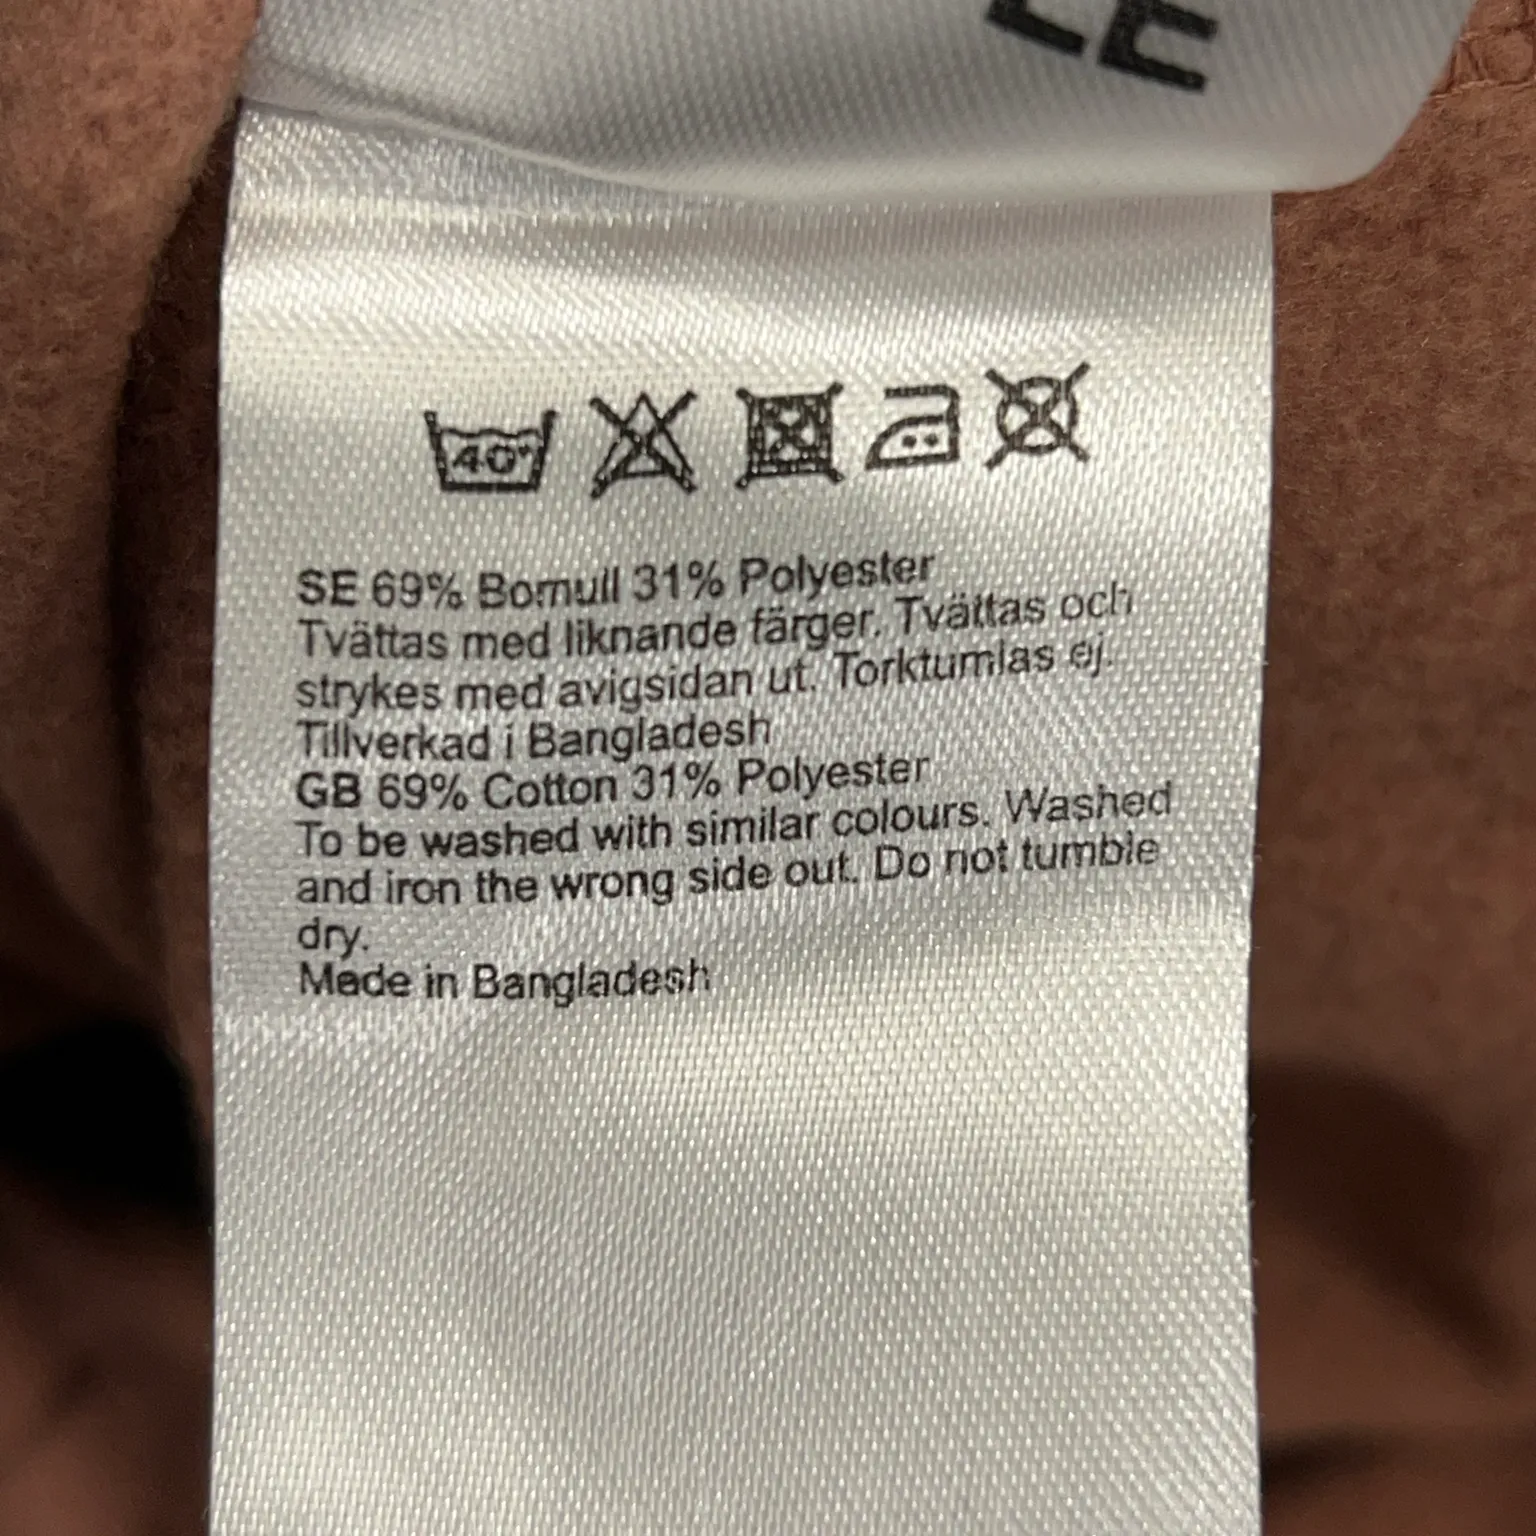 40°
SE 69% Bomull 31% Polyester
Tvättas med liknande färger. Tvättas och
strykes med avigsidan ut. Torktumlas ej.
Tillverkad i Bangladesh
GB 69% Cotton 31% Polyester
To be washed with similar colours. Washed
and iron the wrong side out. Do not tumble
dry.
Made in Bangladesh